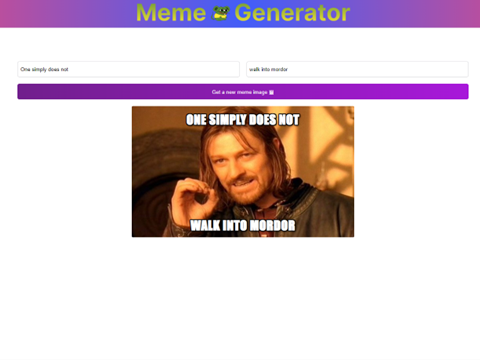 Meme Generator
One simply does not
walk into mordor
Get a new meme image
ONE SIMPLY DOES NOT
WALK INTO MORDOR